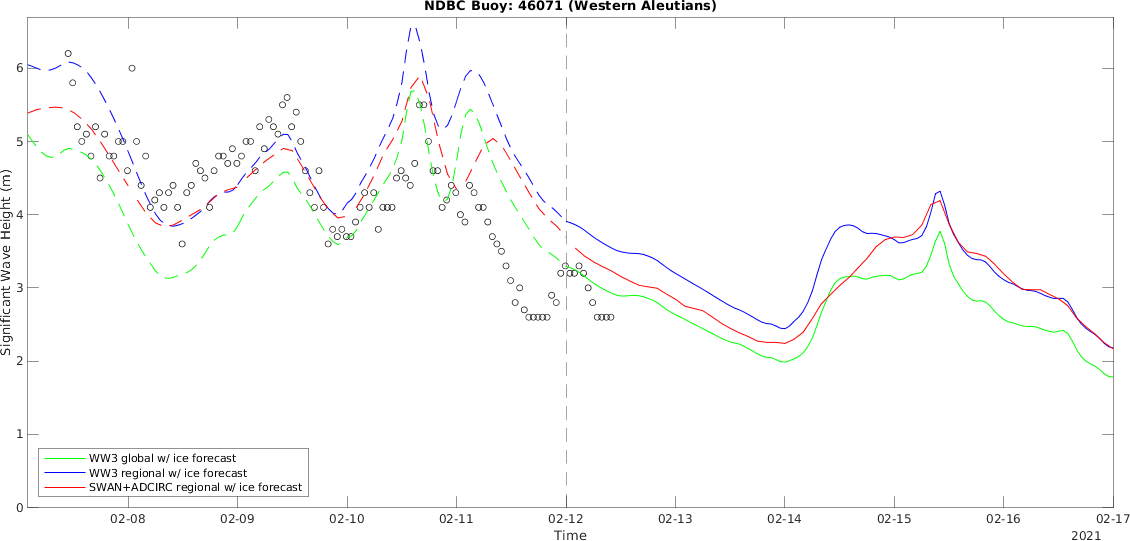 NDBC Buoy: 46071 (Western Aleutians)
Significant Wave Height (m)
6
5
4
3
2
1
0
WW3 global w/ ice forecast
WW3 regional w/ ice forecast
SWAN+ADCIRC regional w/ ice forecast
02-08 02-09 02-10 02-11 02-12 02-13 02-14 02-15 02-16 02-17
Time
2021